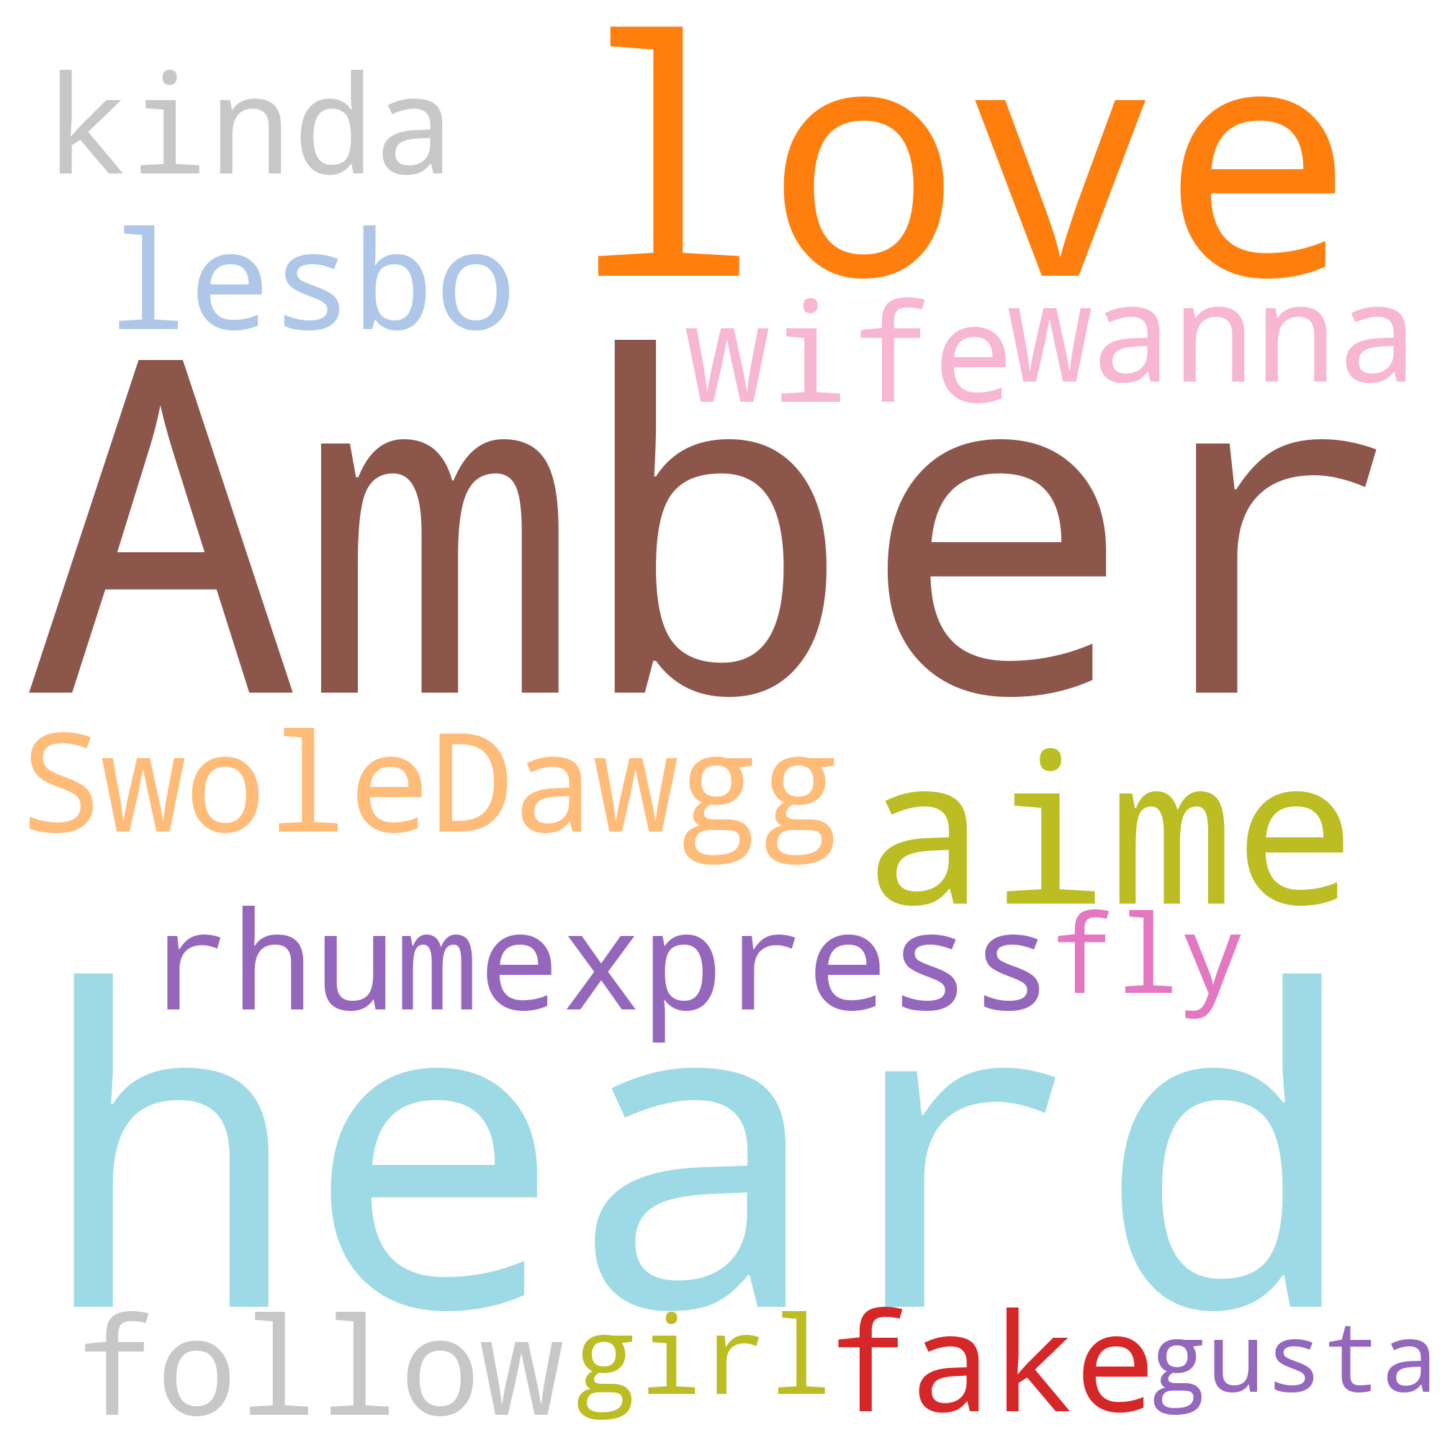 kinda love
lesbo
wife wanna
Amber
SwoleDawgg aime
rhumexpress fly
heard
follow girl fake gusta